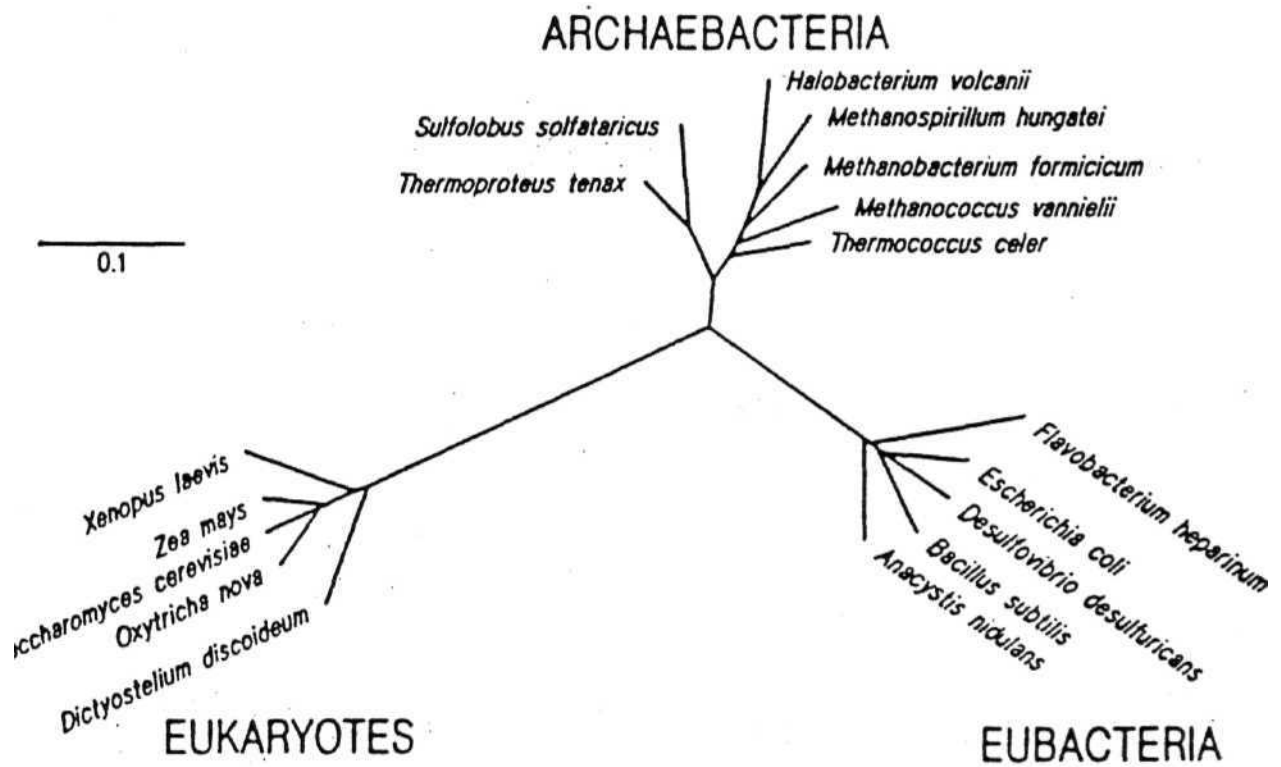 ARCHAEBACTERIA
Halobacterium volcanii
Sulfolobus solfataricus
Methanospirillum hungatei
Thermoproteus tenax
Methanobacterium formicicum
Methanococcus vannielii
Thermococcus celer
0.1
Xenopus laevis
Zea mays
occharomyces cerevisiae
Oxytricha nova
Dictyostelium discoideum
EUKARYOTES
Flavobacterium heparinum
Escherichia coli
Desulfovibrio desulfuricans
Bacillus subtilis
Anacystis nidulans
EUBACTERIA